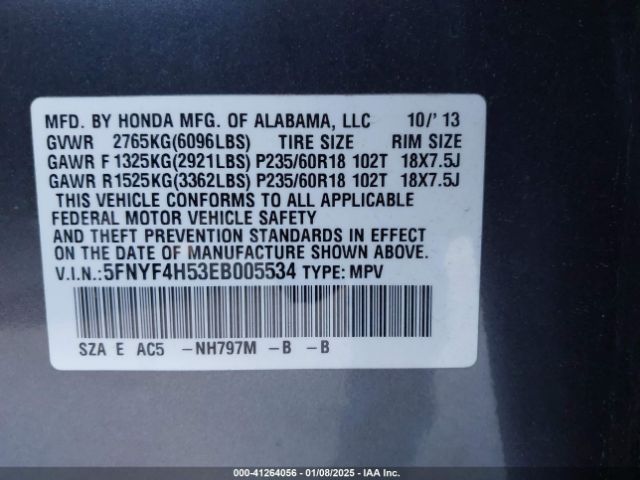 MFD. BY HONDA MFG. OF ALABAMA, LLC 10/' 13
GVWR 2765KG(6096LBS) TIRE SIZE RIM SIZE
GAWR F 1325KG(2921LBS) P235/60R18 102T 18X7.5J
GAWR R1525KG(3362LBS) P235/60R18 102T 18X7.5J
THIS VEHICLE CONFORMS TO ALL APPLICABLE
FEDERAL MOTOR VEHICLE SAFETY
AND THEFT PREVENTION STANDARDS IN EFFECT
ON THE DATE OF MANUFACTURE SHOWN ABOVE.
V.I.N.:5FNYF4H53EB005534 TYPE: MPV
SZA E AC5 -NH797M -B -B
000-41264056 - 01/08/2025 - IAA Inc.